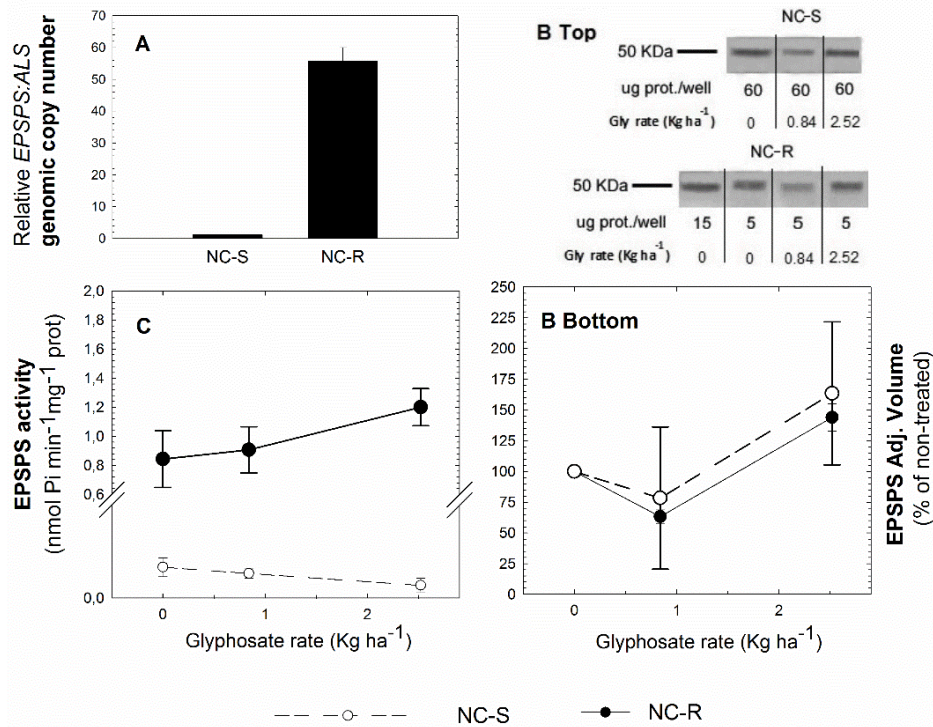 A
Relative EPSPS:ALS
genomic copy number
70
60
50
40
30
20
10
0
NC-S
NC-R
B Top
NC-S
50 KDa
ug prot./well
60
60
60
Gly rate (Kg ha⁻¹)
0
0.84
2.52
NC-R
50 KDa
ug prot./well
15
5
5
5
Gly rate (Kg ha⁻¹)
0
0
0.84
2.52
C
EPSPS activity
(nmol Pi min⁻¹mg⁻¹ prot)
2,0
1,8
1,6
1,4
1,2
1,0
0,8
0,6
0,0
0
1
2
Glyphosate rate (Kg ha⁻¹)
B Bottom
250
225
200
175
150
125
100
75
50
25
0
EPSPS Adj. Volume
(% of non-treated)
0
1
2
Glyphosate rate (Kg ha⁻¹)
NC-S
NC-R